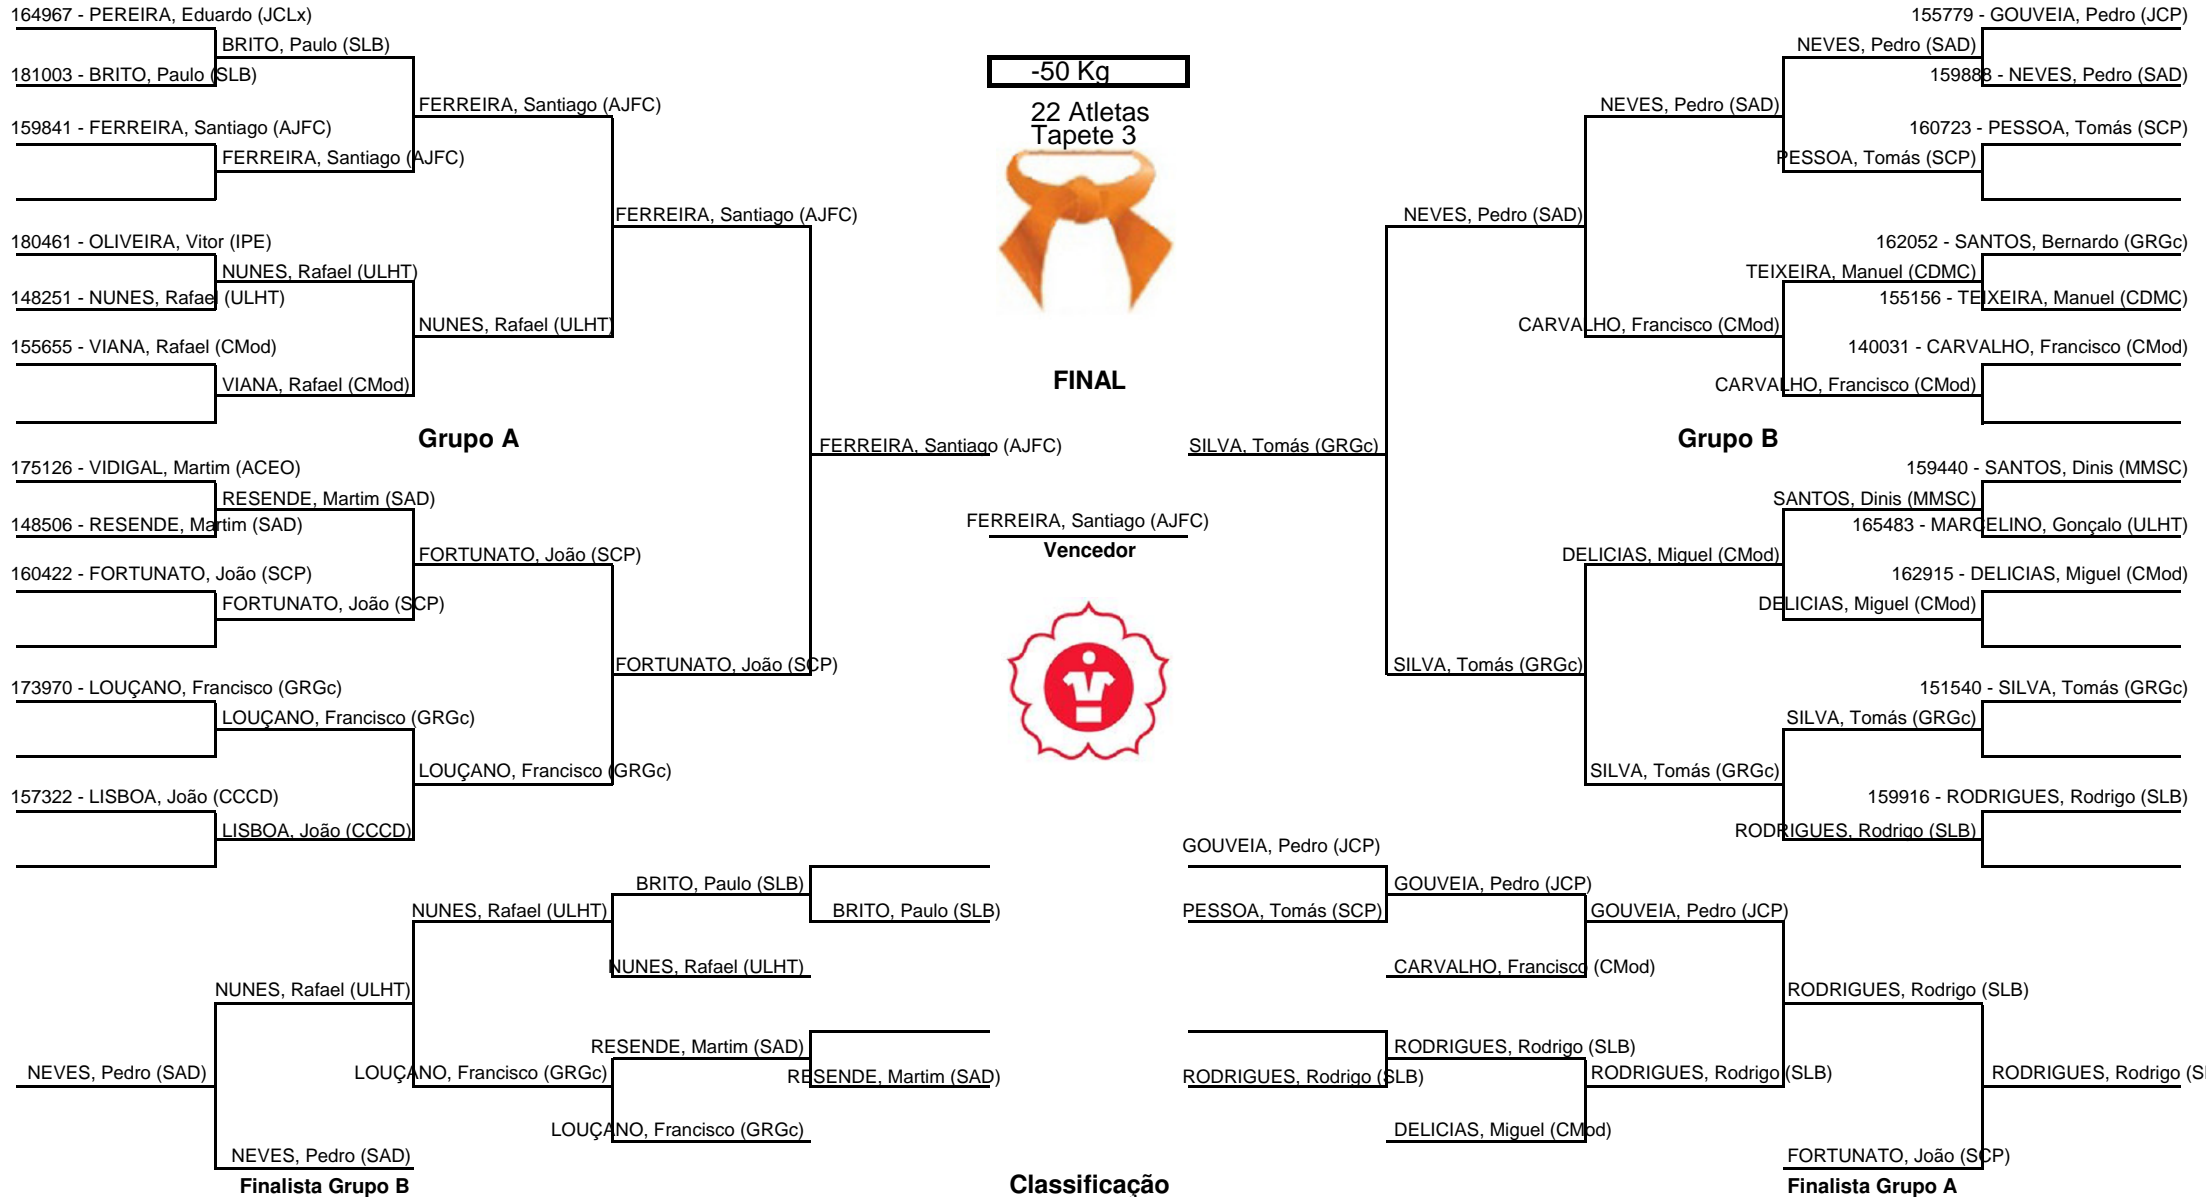 164967 - PEREIRA, Eduardo (JCLx)
BRITO, Paulo (SLB)
181003 - BRITO, Paulo (SLB)
FERREIRA, Santiago (AJFC)
159841 - FERREIRA, Santiago (AJFC)
FERREIRA, Santiago (AJFC)
FERREIRA, Santiago (AJFC)
180461 - OLIVEIRA, Vitor (IPE)
NUNES, Rafael (ULHT)
148251 - NUNES, Rafael (ULHT)
NUNES, Rafael (ULHT)
155655 - VIANA, Rafael (CMod)
VIANA, Rafael (CMod)
Grupo A
FERREIRA, Santiago (AJFC)
175126 - VIDIGAL, Martim (ACEO)
RESENDE, Martim (SAD)
148506 - RESENDE, Martim (SAD)
FORTUNATO, João (SCP)
160422 - FORTUNATO, João (SCP)
FORTUNATO, João (SCP)
FORTUNATO, João (SCP)
173970 - LOUÇANO, Francisco (GRGc)
LOUÇANO, Francisco (GRGc)
LOUÇANO, Francisco (GRGc)
157322 - LISBOA, João (CCCD)
LISBOA, João (CCCD)
-50 Kg
22 Atletas
Tapete 3
FINAL
FERREIRA, Santiago (AJFC)
Vencedor
155779 - GOUVEIA, Pedro (JCP)
NEVES, Pedro (SAD)
159888 - NEVES, Pedro (SAD)
NEVES, Pedro (SAD)
160723 - PESSOA, Tomás (SCP)
PESSOA, Tomás (SCP)
NEVES, Pedro (SAD)
162052 - SANTOS, Bernardo (GRGc)
TEIXEIRA, Manuel (CDMC)
155156 - TEIXEIRA, Manuel (CDMC)
CARVALHO, Francisco (CMod)
140031 - CARVALHO, Francisco (CMod)
CARVALHO, Francisco (CMod)
Grupo B
SILVA, Tomás (GRGc)
159440 - SANTOS, Dinis (MMSC)
SANTOS, Dinis (MMSC)
165483 - MARCELINO, Gonçalo (ULHT)
DELICIAS, Miguel (CMod)
162915 - DELICIAS, Miguel (CMod)
DELICIAS, Miguel (CMod)
SILVA, Tomás (GRGc)
151540 - SILVA, Tomás (GRGc)
SILVA, Tomás (GRGc)
SILVA, Tomás (GRGc)
159916 - RODRIGUES, Rodrigo (SLB)
RODRIGUES, Rodrigo (SLB)
BRITO, Paulo (SLB)
NUNES, Rafael (ULHT)
BRITO, Paulo (SLB)
NUNES, Rafael (ULHT)
NUNES, Rafael (ULHT)
RESENDE, Martim (SAD)
NEVES, Pedro (SAD)
LOUÇANO, Francisco (GRGc)
RESENDE, Martim (SAD)
LOUÇANO, Francisco (GRGc)
NEVES, Pedro (SAD)
Finalista Grupo B
GOUVEIA, Pedro (JCP)
GOUVEIA, Pedro (JCP)
PESSOA, Tomás (SCP)
GOUVEIA, Pedro (JCP)
CARVALHO, Francisco (CMod)
RODRIGUES, Rodrigo (SLB)
RODRIGUES, Rodrigo (SLB)
RODRIGUES, Rodrigo (SLB)
RODRIGUES, Rodrigo (SLB)
RODRIGUES, Rodrigo (S
DELICIAS, Miguel (CMod)
FORTUNATO, João (SCP)
Finalista Grupo A
Classificação